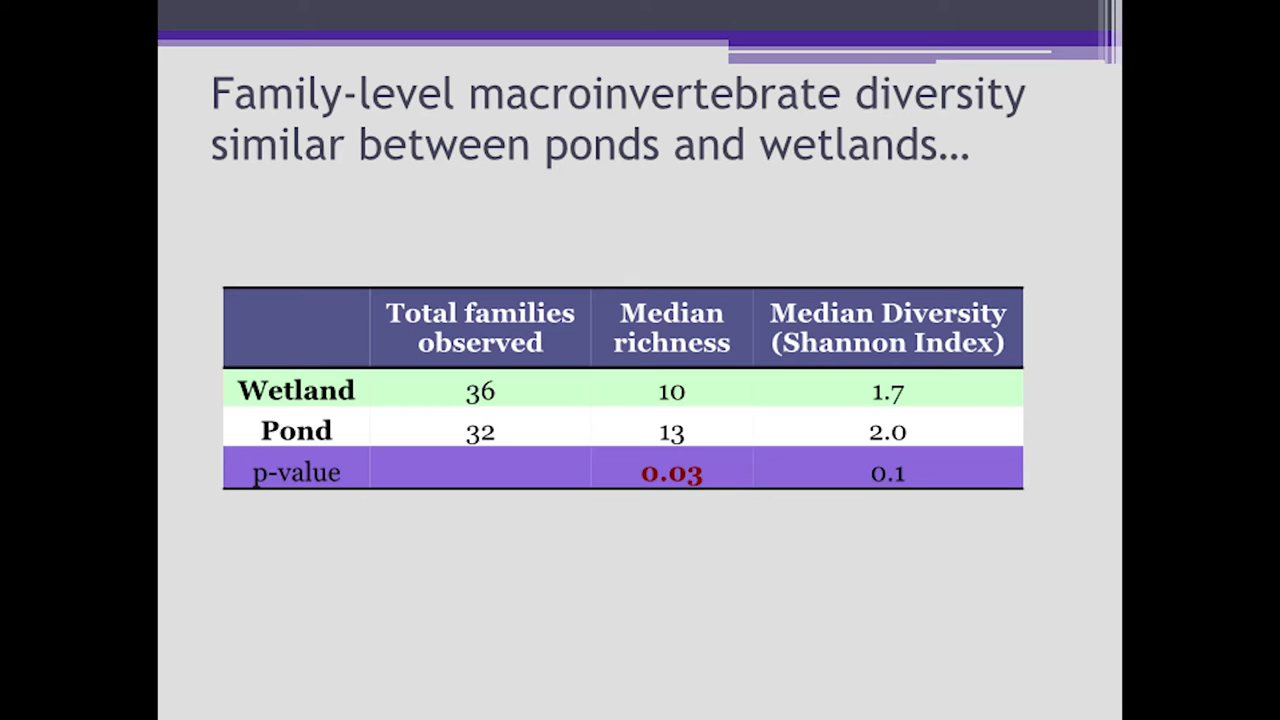 Family-level macroinvertebrate diversity
similar between ponds and wetlands…
Total families observed Median richness Median Diversity (Shannon Index)
Wetland 36 10 1.7
Pond 32 13 2.0
p-value 0.03 0.1